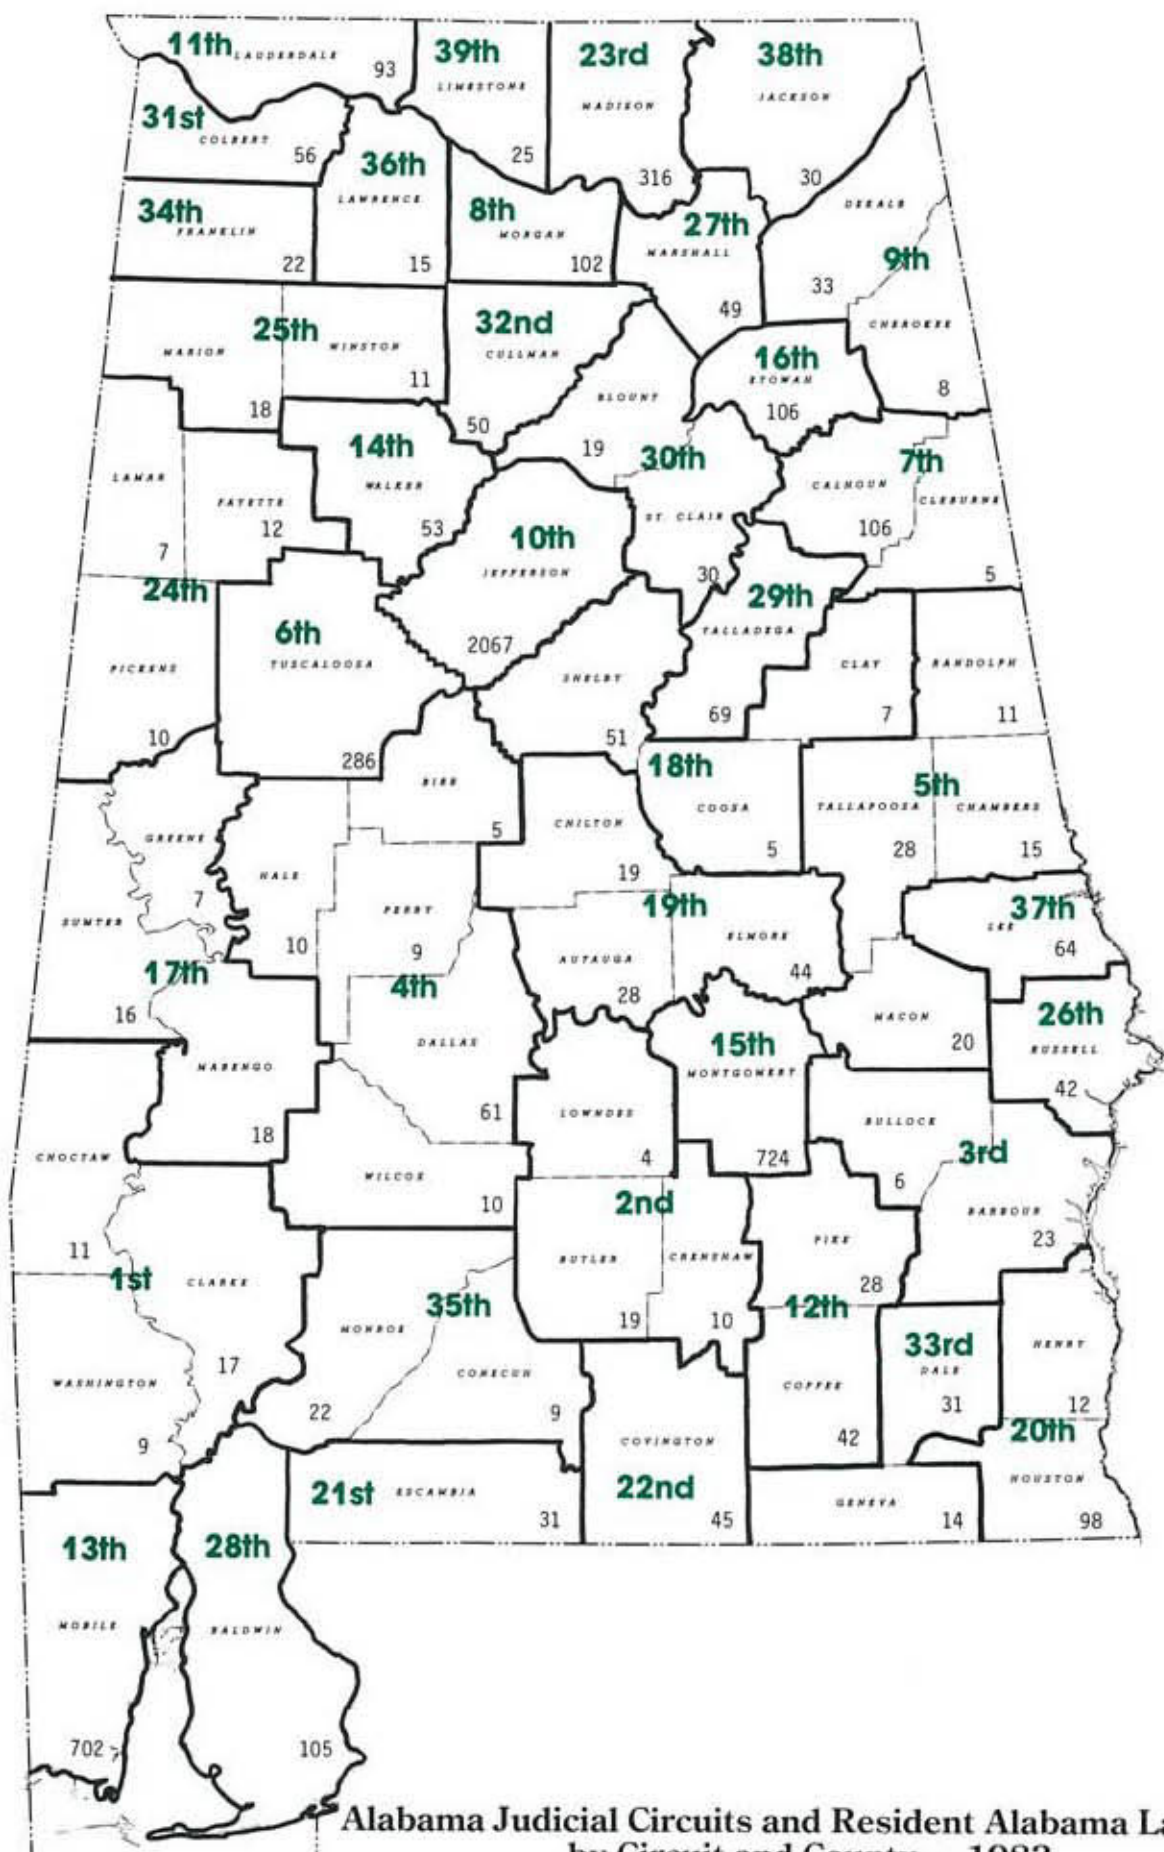 11th
LAUDERDALE
93
39th
LIMESTONE
25
23rd
MADISON
316
38th
JACKSON
30
31st
COLBERT
56
36th
LAWRENCE
15
34th
FRANKLIN
22
8th
MORGAN
102
27th
MARSHALL
49
DEKALB
33
9th
CHEROKEE
8
25th
MARION
18
WINSTON
11
32nd
CULLMAN
50
BLOUNT
19
16th
ETOWAH
106
14th
WALKER
53
30th
ST. CLAIR
30
7th
CALHOUN
106
CLEBURNE
5
LAMAR
7
FAYETTE
12
24th
PICKENS
10
10th
JEFFERSON
2067
6th
TUSCALOOSA
286
29th
TALLADEGA
69
SHELBY
51
CLAY
7
RANDOLPH
11
18th
COOSA
5
5th
TALLAPOOSA
28
CHAMBERS
15
BIBB
5
CHILTON
19
GREENE
7
HALE
10
PERRY
9
SUMTER
16
17th
19th
ELMORE
44
AUTAUGA
28
37th
LEE
64
4th
DALLAS
61
MACON
20
26th
RUSSELL
42
15th
MONTGOMERY
724
MARENGO
18
LOWNDES
4
BULLOCK
6
3rd
BARBOUR
23
CHOCTAW
11
WILCOX
10
2nd
BUTLER
19
CRENSHAW
10
PIKE
28
12th
COFFEE
42
1st
CLARKE
17
WASHINGTON
9
35th
MONROE
22
CONECUH
9
33rd
DALE
31
HENRY
12
20th
HOUSTON
98
21st
ESCAMBIA
31
COVINGTON
22nd
45
GENEVA
14
13th
MOBILE
702
28th
BALDWIN
105
Alabama Judicial Circuits and Resident Alabama La
by Circuit and County
1983